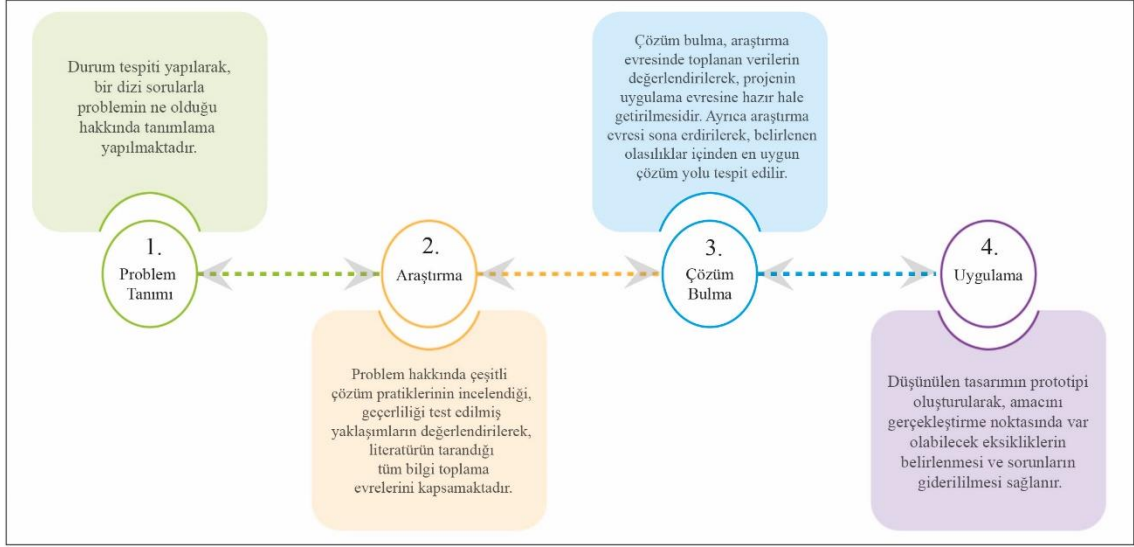 Durum tespiti yapılarak,
bir dizi sorularla
problemin ne olduğu
hakkında tanımlama
yapılmaktadır.
1.
Problem
Tanımı
2.
Araştırma
Problem hakkında çeşitli
çözüm pratiklerinin incelendiği,
geçerliliği test edilmiş
yaklaşımların değerlendirilerek,
literatürün tarandığı
tüm bilgi toplama
evrelerini kapsamaktadır.
Çözüm bulma, araştırma
evresinde toplanan verilerin
değerlendirilerek, projenin
uygulama evresine hazır hale
getirilmesidir. Ayrıca araştırma
evresi sona erdirilerek, belirlenen
olasılıklar içinden en uygun
çözüm yolu tespit edilir.
3.
Çözüm
Bulma
4.
Uygulama
Düşünülen tasarımın prototipi
oluşturularak, amacını
gerçekleştirme noktasında var
olabilecek eksikliklerin
belirlenmesi ve sorunların
giderililmesi sağlanır.